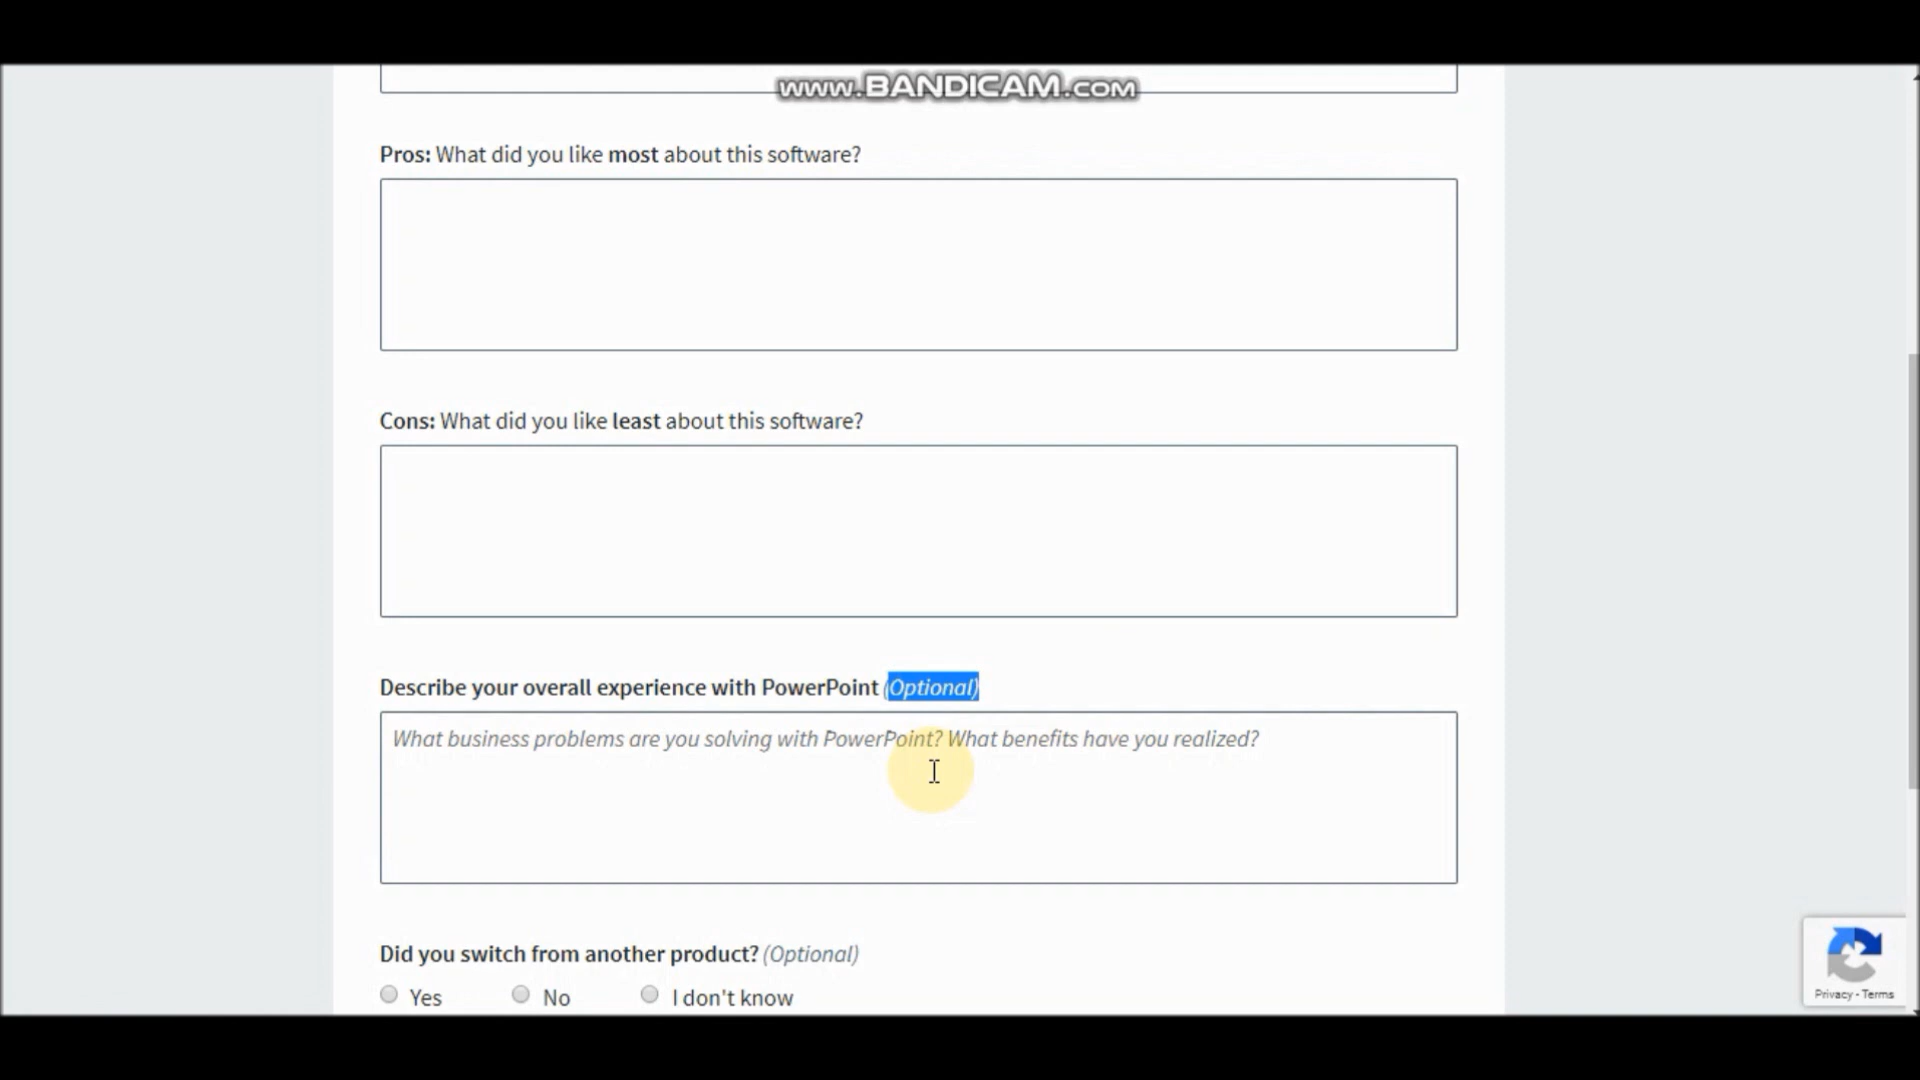 www.BANDICAM.com
Pros: What did you like most about this software?
Cons: What did you like least about this software?
Describe your overall experience with PowerPoint (Optional)
What business problems are you solving with PowerPoint? What benefits have you realized?
Did you switch from another product? (Optional)
Yes No I don't know
Privacy - Terms